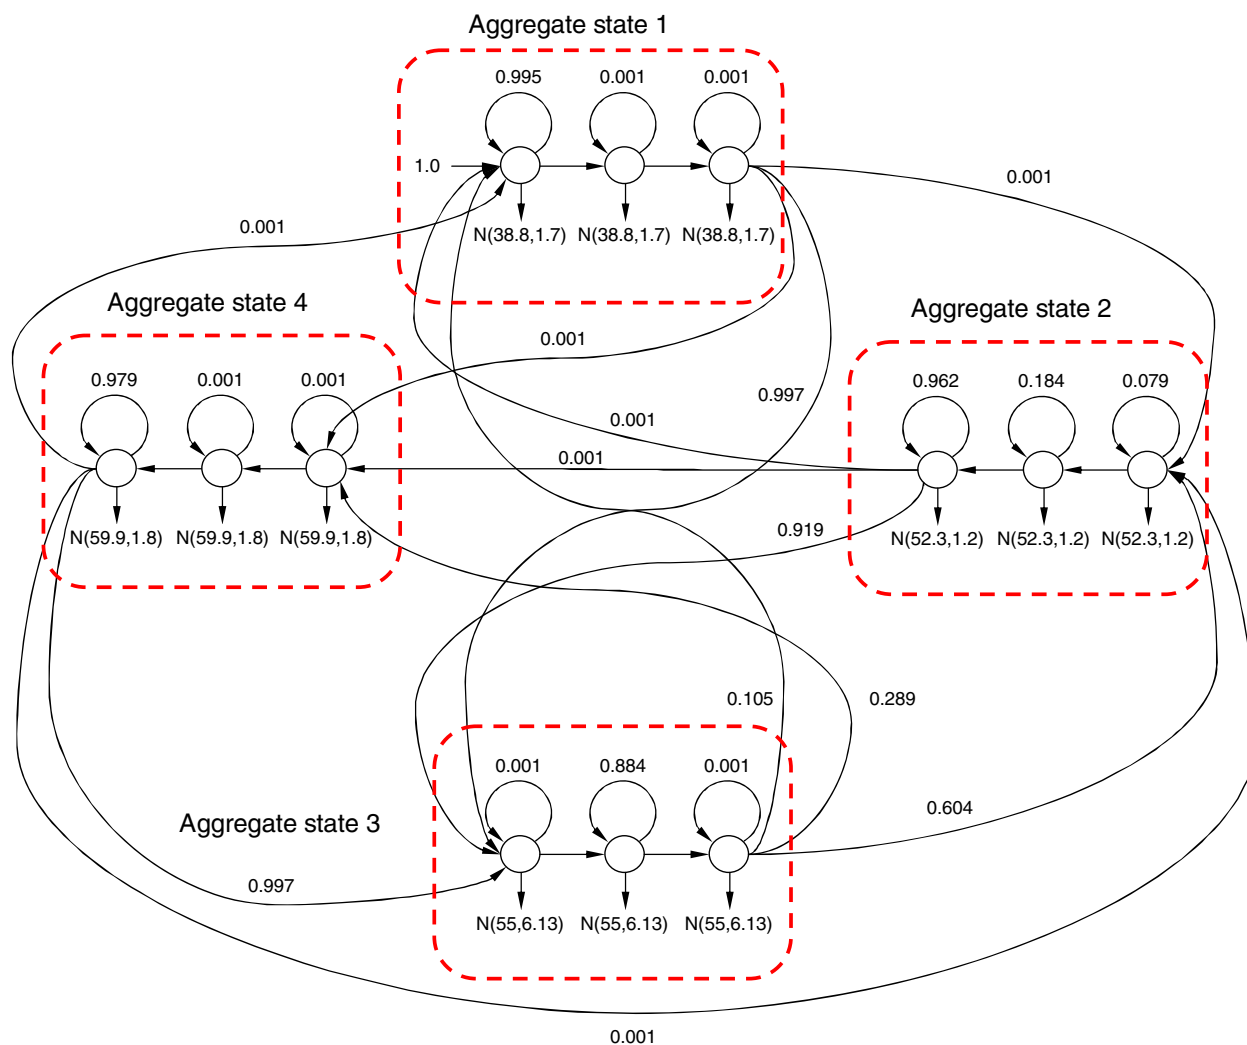 Aggregate state 1
0.995 0.001 0.001
1.0
0.001
N(38.8,1.7) N(38.8,1.7) N(38.8,1.7)
0.001
Aggregate state 4
Aggregate state 2
0.001
0.979 0.001 0.001
0.997
0.962 0.184 0.079
0.001
0.001
N(59.9,1.8) N(59.9,1.8) N(59.9,1.8)
0.919
N(52.3,1.2) N(52.3,1.2) N(52.3,1.2)
0.105
0.289
0.001 0.884 0.001
Aggregate state 3
0.604
0.997
N(55,6.13) N(55,6.13) N(55,6.13)
0.001